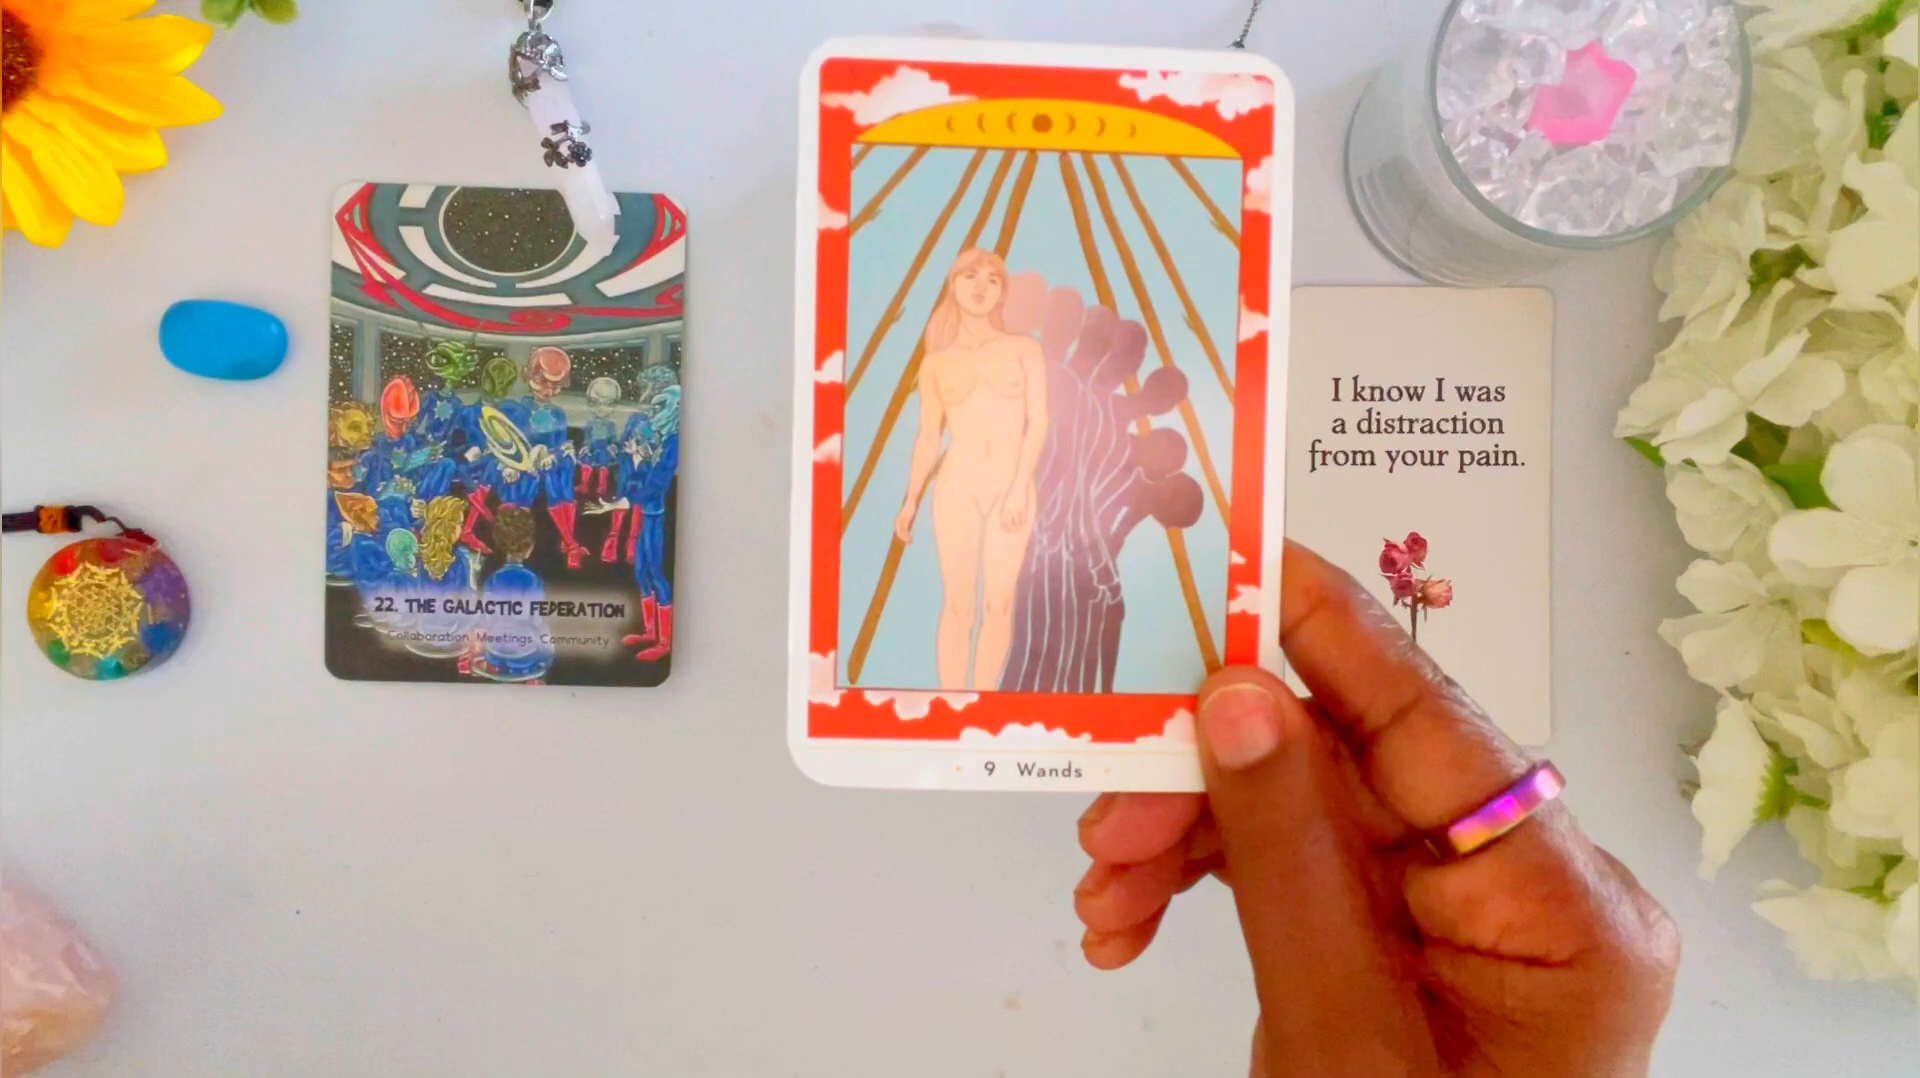 22. THE GALACTIC FEDERATION
Collaboration Meetings Community
9 Wands
I know I was
a distraction
from your pain.